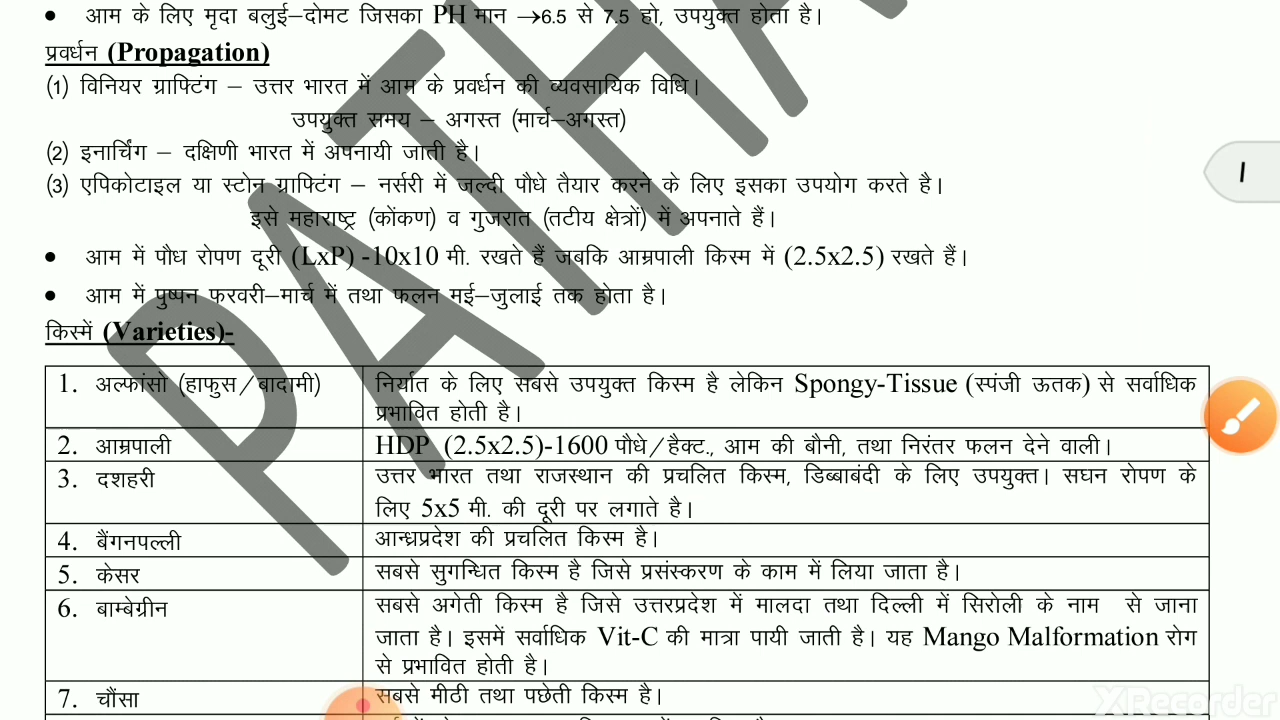 • आम के लिए मृदा बलुई–दोमट जिसका PH मान →6.5 से 7.5 हो, उपयुक्त होता है।
प्रवर्धन (Propagation)
(1) विनियर ग्राफ्टिंग – उत्तर भारत में आम के प्रवर्धन की व्यवसायिक विधि।
उपयुक्त समय – अगस्त (मार्च–अगस्त)
(2) इनार्चिंग – दक्षिणी भारत में अपनायी जाती है।
(3) एपिकोटाइल या स्टोन ग्राफ्टिंग – नर्सरी में जल्दी पौधे तैयार करने के लिए इसका उपयोग करते है।
इसे महाराष्ट्र (कोंकण) व गुजरात (तटीय क्षेत्रों) में अपनाते हैं।
• आम में पौध रोपण दूरी (LxP) -10x10 मी. रखते हैं जबकि आम्रपाली किस्म में (2.5x2.5) रखते हैं।
• आम में पुष्पन फरवरी–मार्च में तथा फलन मई–जुलाई तक होता है।
किस्में (Varieties)-
1. अल्फांसो (हाफुस/बादामी) निर्यात के लिए सबसे उपयुक्त किस्म है लेकिन Spongy-Tissue (स्पंजी ऊतक) से सर्वाधिक
प्रभावित होती है।
2. आम्रपाली HDP (2.5x2.5)-1600 पौधे/हैक्ट., आम की बौनी, तथा निरंतर फलन देने वाली।
3. दशहरी उत्तर भारत तथा राजस्थान की प्रचलित किस्म, डिब्बाबंदी के लिए उपयुक्त। सघन रोपण के
लिए 5x5 मी. की दूरी पर लगाते है।
4. बैंगनपल्ली आन्ध्रप्रदेश की प्रचलित किस्म है।
5. केसर सबसे सुगन्धित किस्म है जिसे प्रसंस्करण के काम में लिया जाता है।
6. बाम्बेग्रीन सबसे अगेती किस्म है जिसे उत्तरप्रदेश में मालदा तथा दिल्ली में सिरोली के नाम से जाना
जाता है। इसमें सर्वाधिक Vit-C की मात्रा पायी जाती है। यह Mango Malformation रोग
से प्रभावित होती है।
7. चौंसा सबसे मीठी तथा पछेती किस्म है।
XRecorder